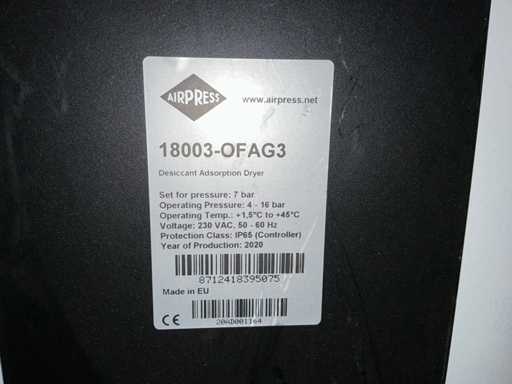 AIRPRESS
www.airpress.net
18003-OFAG3
Desiccant Adsorption Dryer
Set for pressure: 7 bar
Operating Pressure: 4 - 16 bar
Operating Temp.: +1,5°C to +45°C
Voltage: 230 VAC, 50 - 60 Hz
Protection Class: IP65 (Controller)
Year of Production: 2020
8712418395075
Made in EU
CE
20AD001164